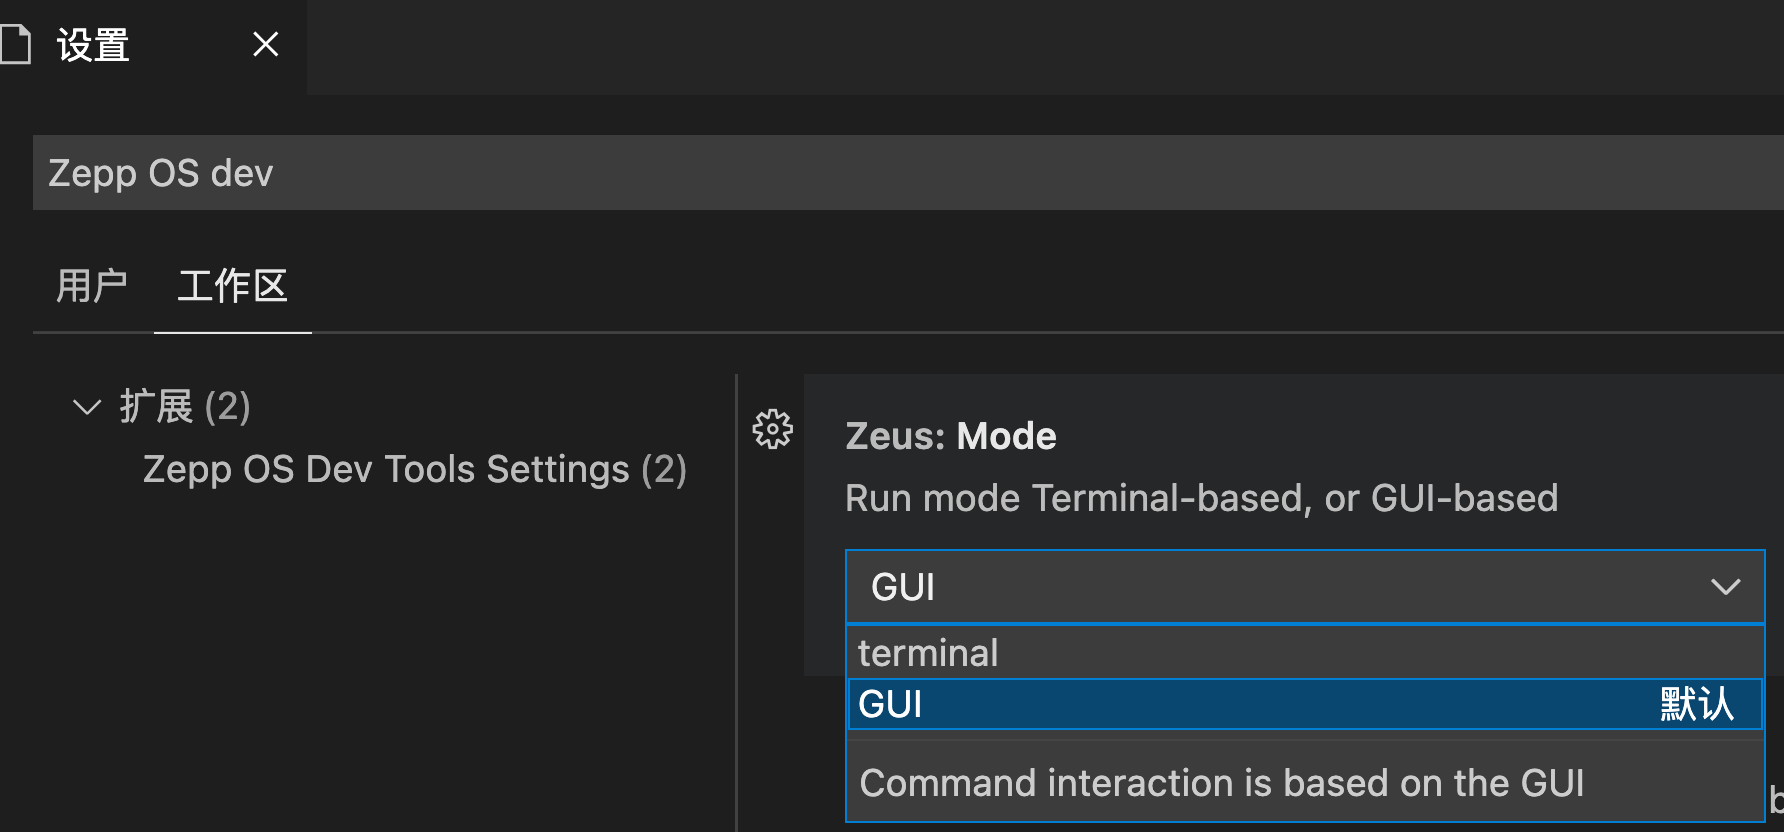 设置
Zepp OS dev
用户 工作区
扩展 (2)
Zepp OS Dev Tools Settings (2)
Zeus: Mode
Run mode Terminal-based, or GUI-based
GUI
terminal
GUI 默认
Command interaction is based on the GUI